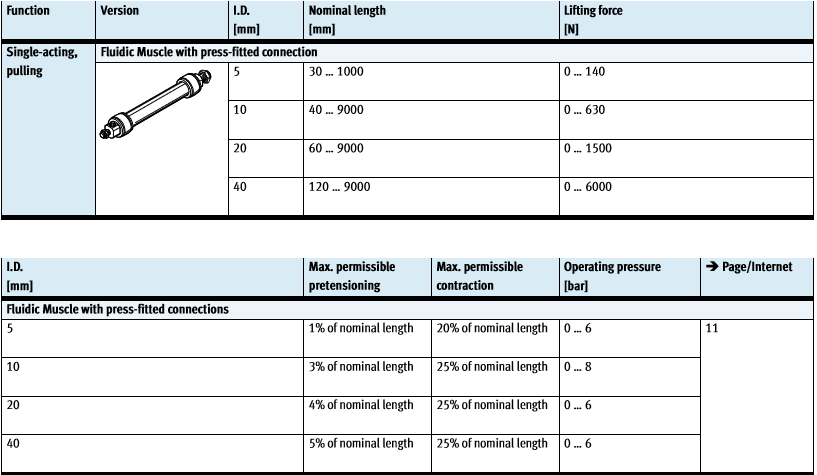 Function Version I.D. Nominal length Lifting force
[mm] [mm] [N]
Single-acting, Fluidic Muscle with press-fitted connection
pulling 5 30 … 1000 0 … 140
10 40 … 9000 0 … 630
20 60 … 9000 0 … 1500
40 120 … 9000 0 … 6000
I.D. Max. permissible Max. permissible Operating pressure ➔ Page/Internet
[mm] pretensioning contraction [bar]
Fluidic Muscle with press-fitted connections
5 1% of nominal length 20% of nominal length 0 … 6 11
10 3% of nominal length 25% of nominal length 0 … 8
20 4% of nominal length 25% of nominal length 0 … 6
40 5% of nominal length 25% of nominal length 0 … 6